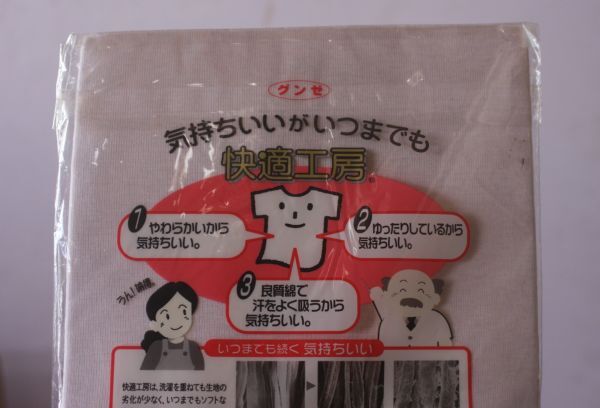 グンゼ
気持ちいいがいつまでも
快適工房
1 やわらかいから
気持ちいい。
2 ゆったりしているから
気持ちいい。
3 良質綿で
汗をよく吸うから
気持ちいい。
いつまでも続く 気持ちいい
快適工房は、洗濯を重ねても生地の
劣化が少なく、いつまでもソフトな